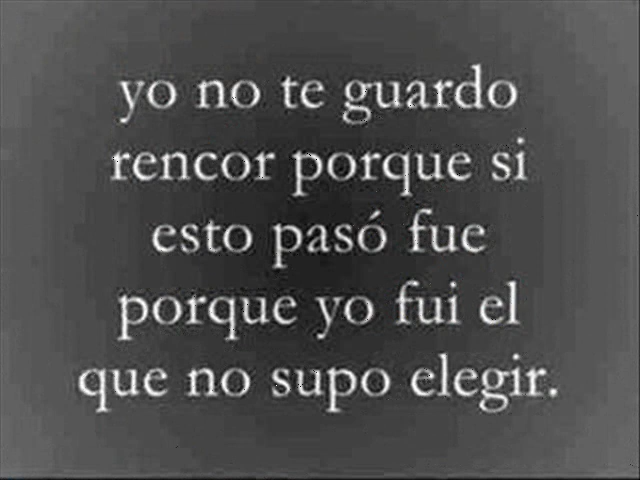 yo no te guardo
rencor porque si
esto pasó fue
porque yo fui el
que no supo elegir.